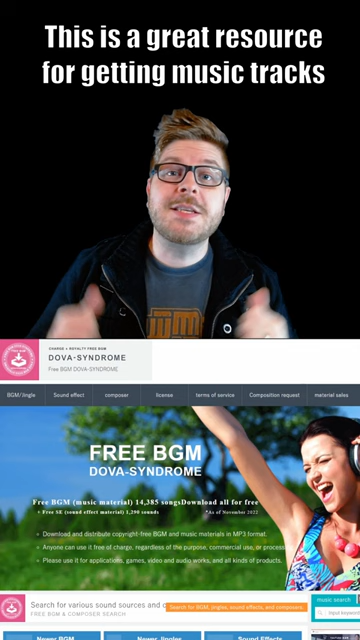 This is a great resource
for getting music tracks
DOVA-SYNDROME
Free BGM DOVA-SYNDROME
BGM/Jingle Sound effect composer license terms of service Composition request material sales
FREE BGM
DOVA-SYNDROME
Free BGM (music material) 14,385 songsDownload all for free
+ Free SE (sound effect material) 1,290 sounds *As of November 2022
Download and distribute copyright-free BGM and music materials in MP3 format.
Anyone can use it free of charge, regardless of the purpose, commercial use, or processing
Please use it for applications, games, video and audio works, and all kinds of products.
music search
Search for various sound sources and c
Search for BGM, jingles, sound effects, and composers.
input keyword
FREE BGM & COMPOSER SEARCH
Newer BGM Newer Jingles Sound Effects